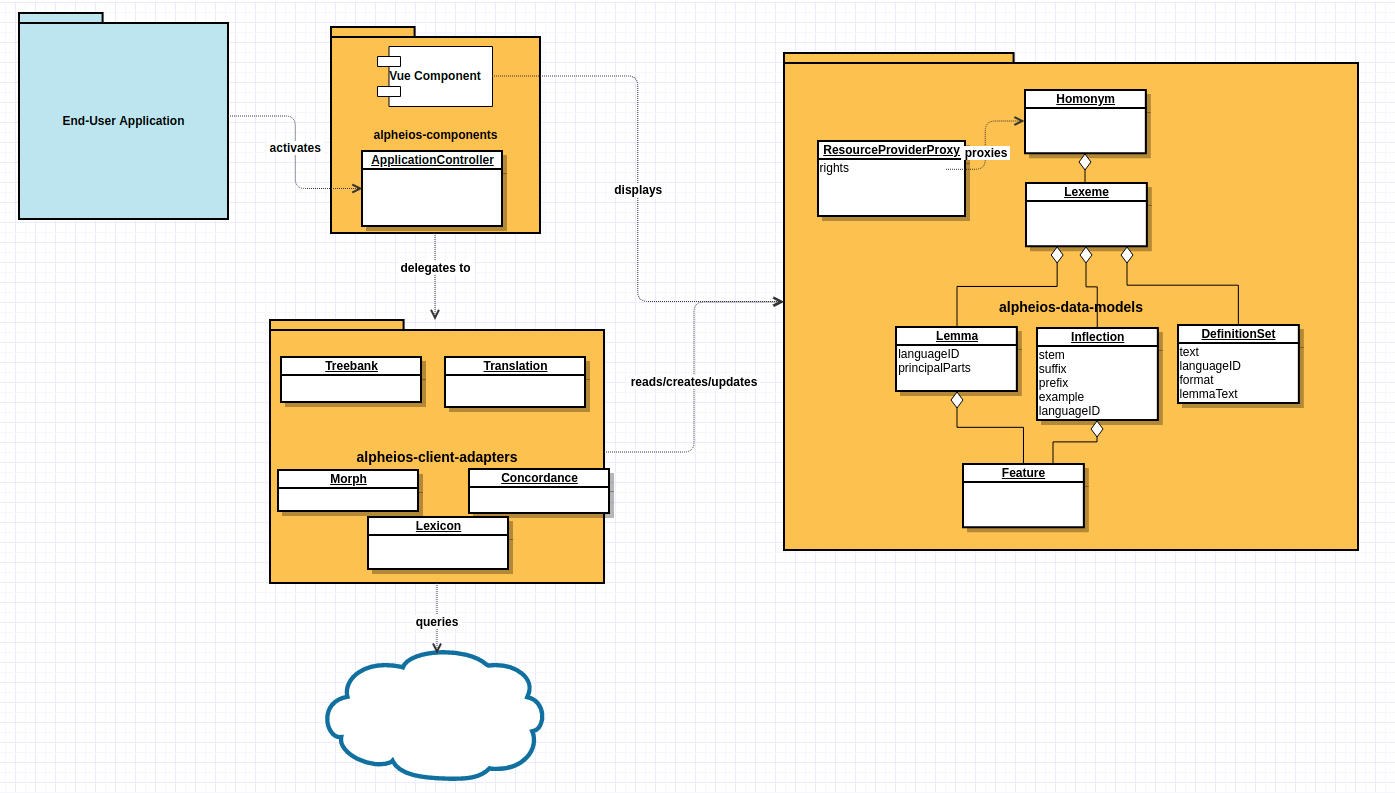 End-User Application
activates
Vue Component
alpheios-components
ApplicationController
displays
delegates to
Treebank
Translation
alpheios-client-adapters
Morph
Concordance
Lexicon
reads/creates/updates
queries
Homonym
ResourceProviderProxy
rights
proxies
Lexeme
alpheios-data-models
Lemma
languageID
principalParts
Inflection
stem
suffix
prefix
example
languageID
DefinitionSet
text
languageID
format
lemmaText
Feature